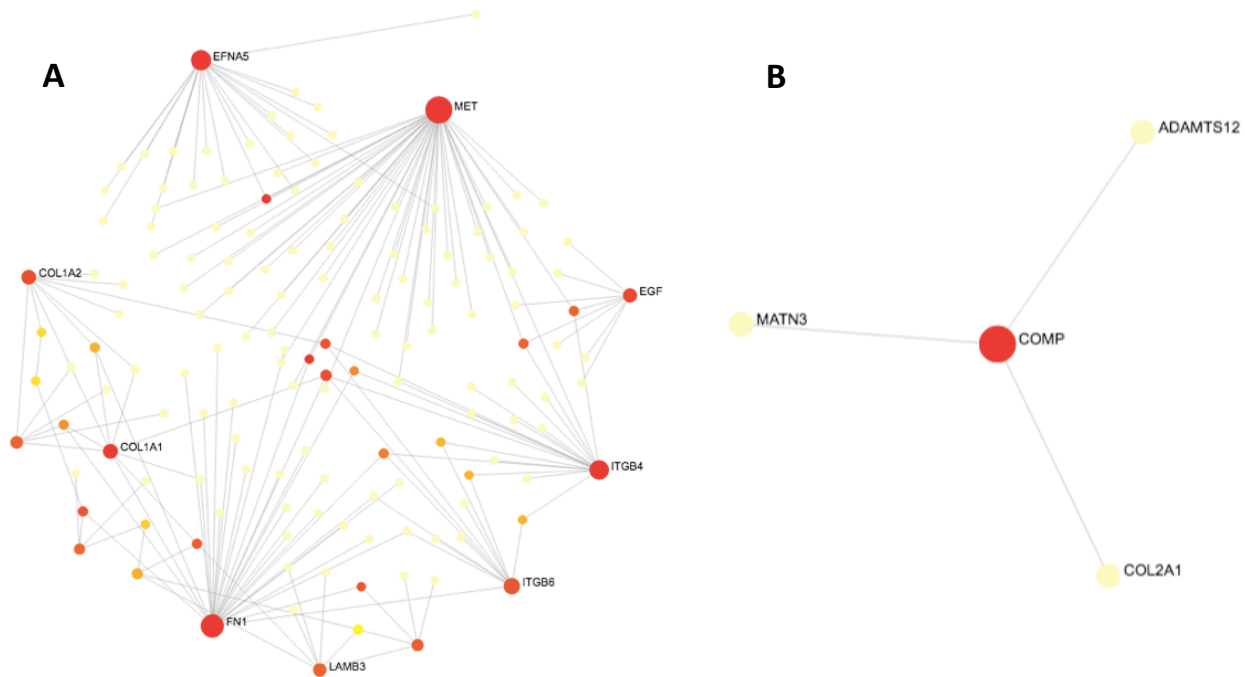 A
EFNA5
MET
COL1A2
EGF
COL1A1
ITGB4
ITGB6
FN1
LAMB3
B
ADAMTS12
MATN3
COMP
COL2A1